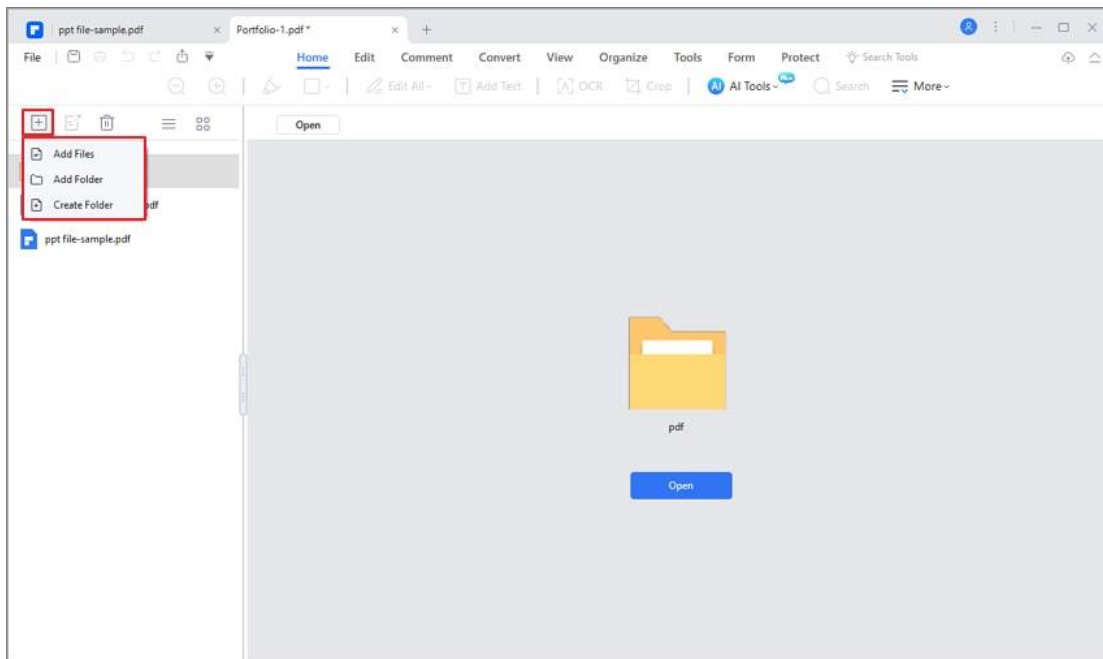 ppt file-sample.pdf
Portfolio-1.pdf *
File Home Edit Comment Convert View Organize Tools Form Protect Search Tools
Edit All Add Text OCR Crop AI AI Tools Search More
Open
Add Files
Add Folder
Create Folder
pdf
ppt file-sample.pdf
pdf
Open